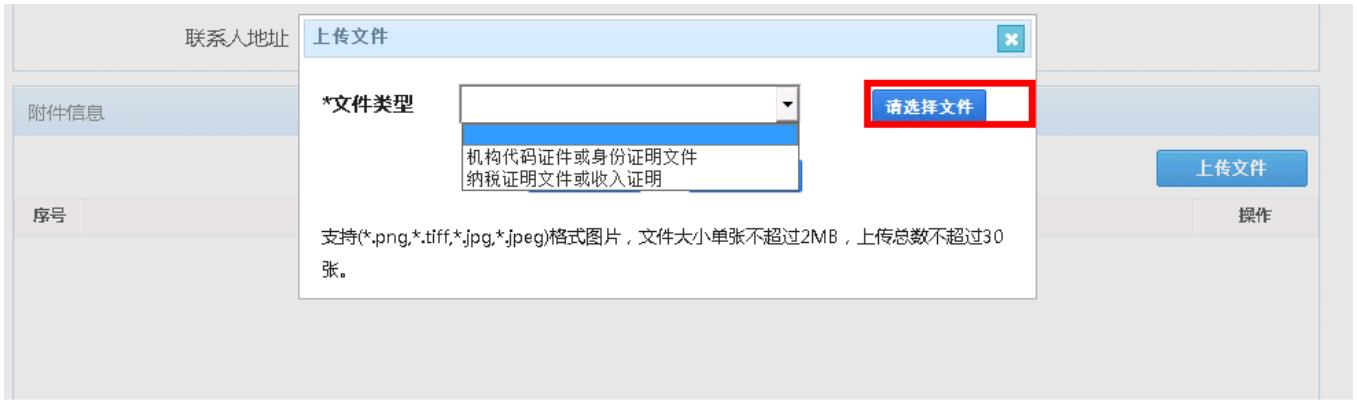 联系人地址
上传文件
附件信息
*文件类型
请选择文件
机构代码证件或身份证明文件
纳税证明文件或收入证明
上传文件
序号
操作
支持(*.png,*.tiff,*.jpg,*.jpeg)格式图片，文件大小单张不超过2MB，上传总数不超过30
张。